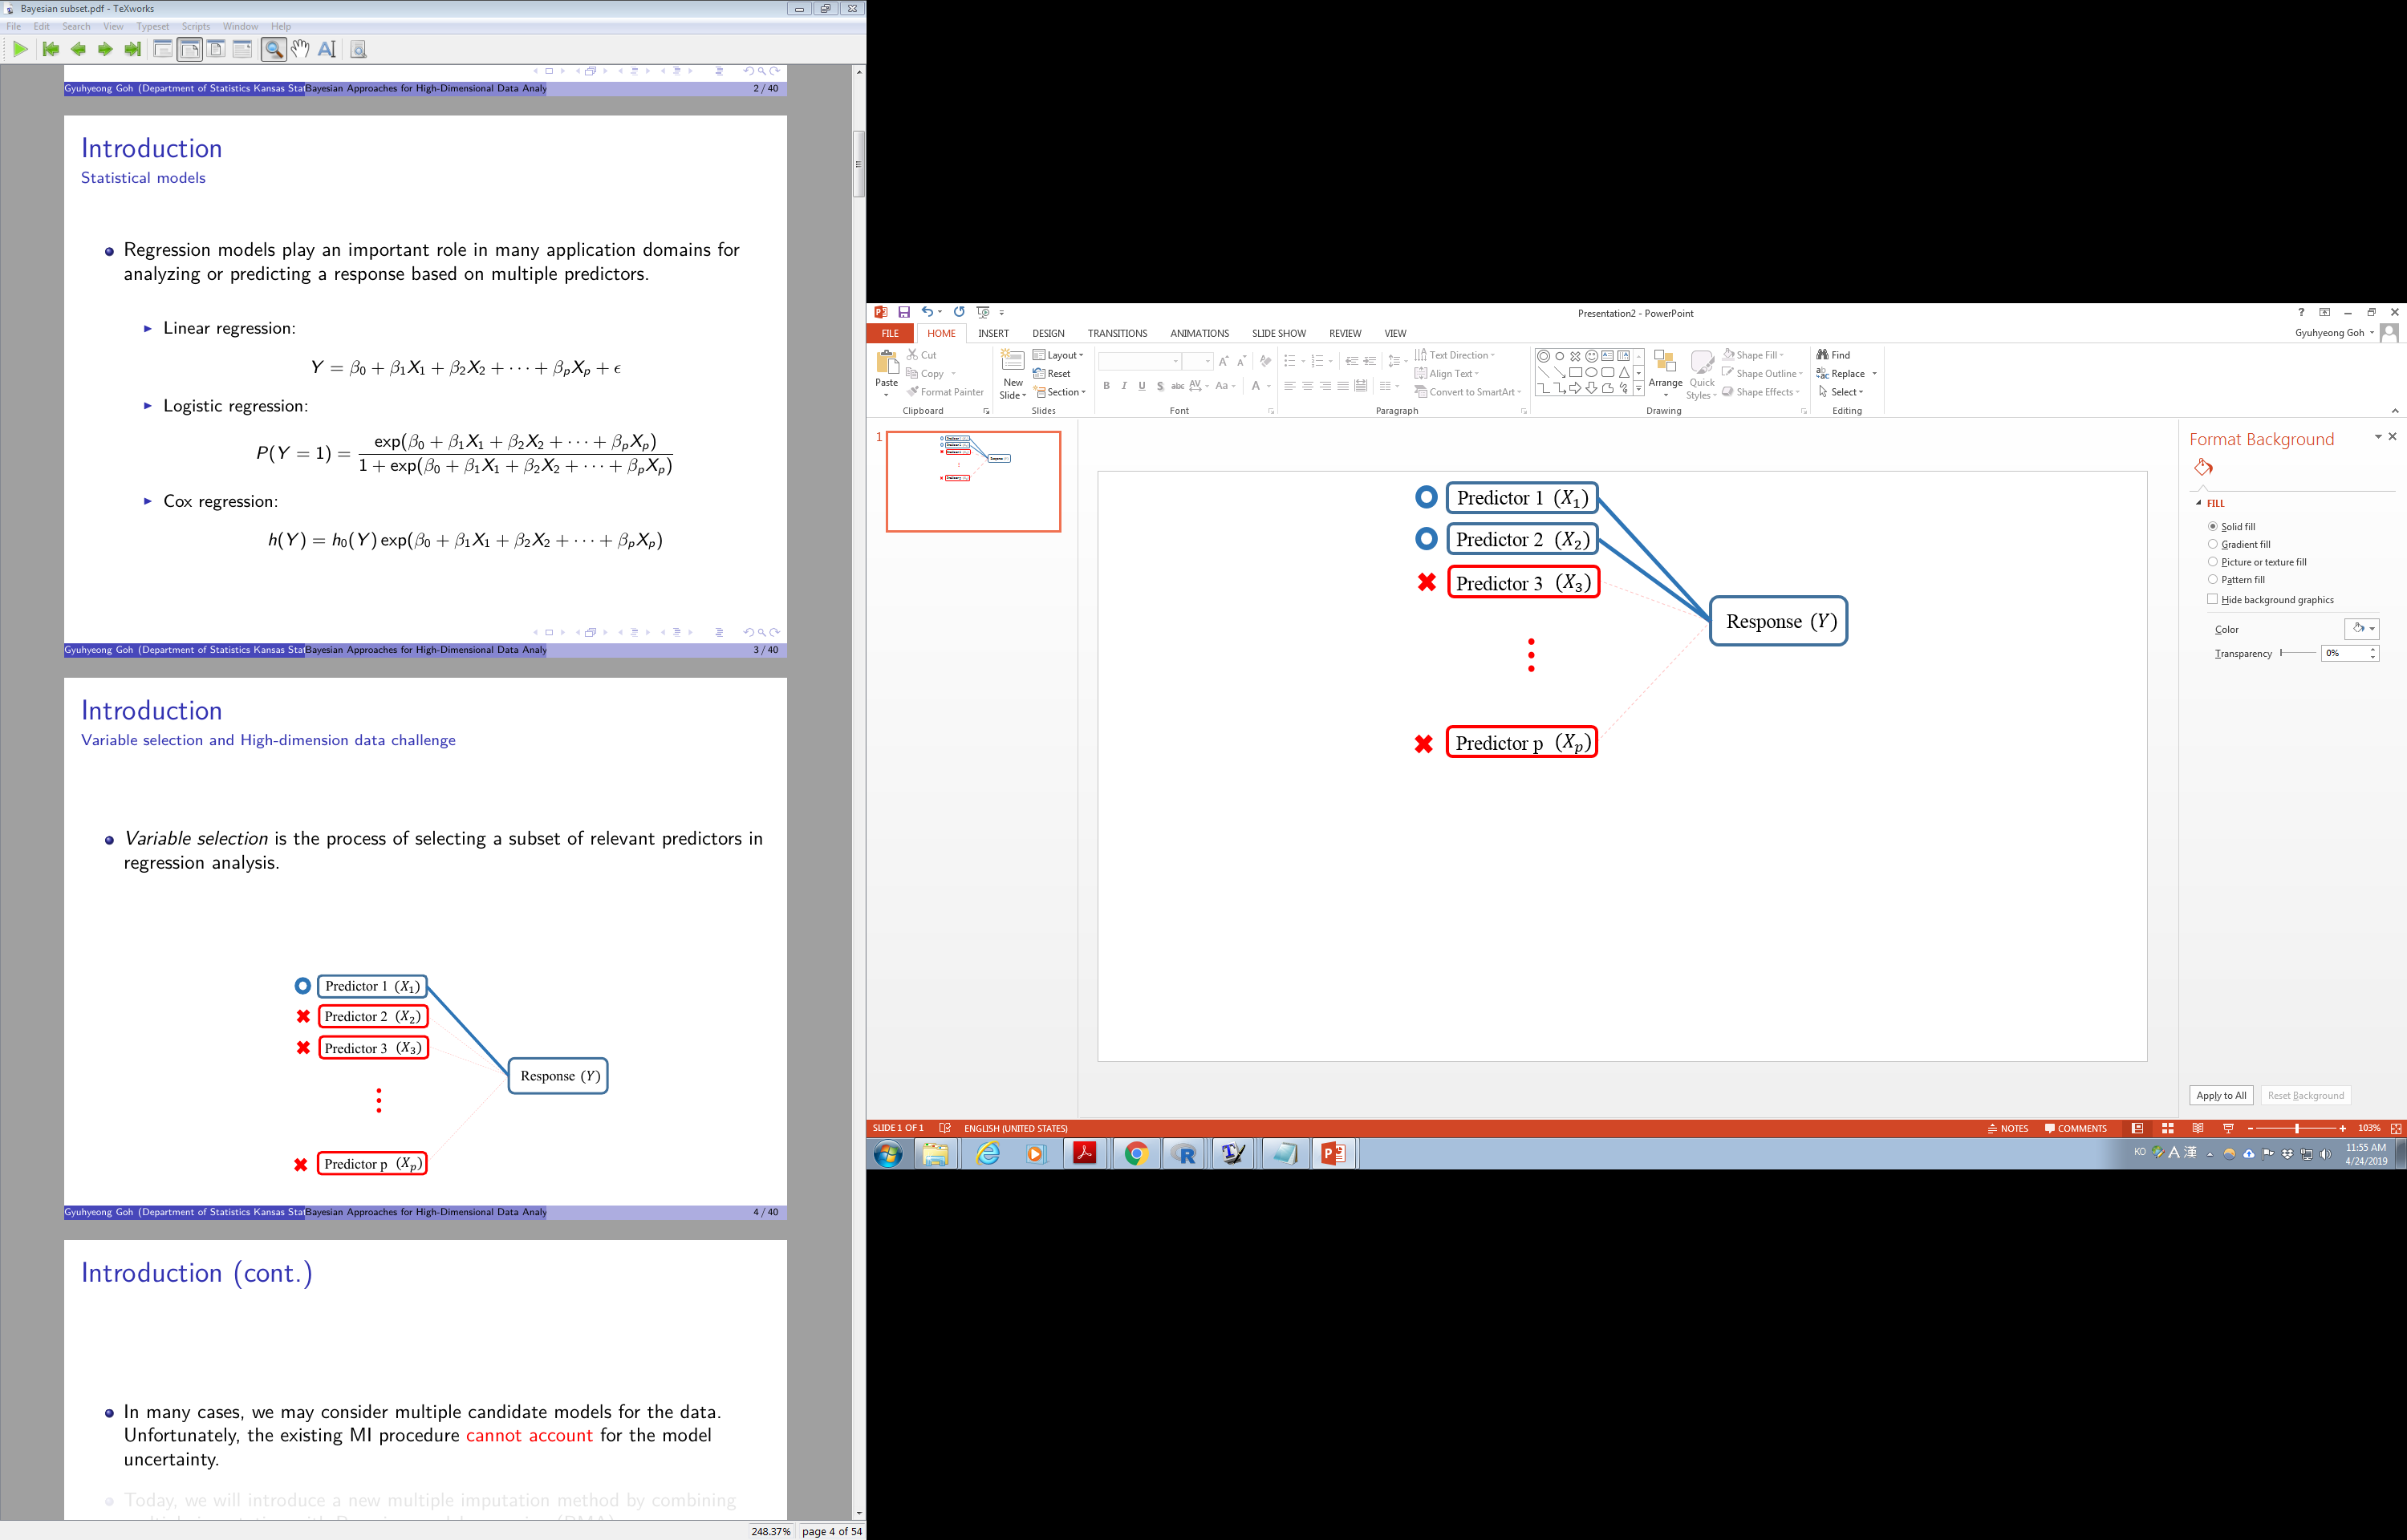 Bayesian subset.pdf - TeXworks
File Edit Search View Typeset Scripts Window Help
Gyuhyeong Goh (Department of Statistics Kansas Stat Bayesian Approaches for High-Dimensional Data Analy 2 / 40
Introduction
Statistical models
Regression models play an important role in many application domains for
analyzing or predicting a response based on multiple predictors.
Linear regression:
Y = β0 + β1X1 + β2X2 + ··· + βpXp + ϵ
Logistic regression:
P(Y = 1) = exp(β0 + β1X1 + β2X2 + ··· + βpXp)
1 + exp(β0 + β1X1 + β2X2 + ··· + βpXp)
Cox regression:
h(Y) = h0(Y) exp(β0 + β1X1 + β2X2 + ··· + βpXp)
Gyuhyeong Goh (Department of Statistics Kansas Stat Bayesian Approaches for High-Dimensional Data Analy 3 / 40
Introduction
Variable selection and High-dimension data challenge
Variable selection is the process of selecting a subset of relevant predictors in
regression analysis.
Predictor 1 (X1)
Predictor 2 (X2)
Predictor 3 (X3)
Response (Y)
Predictor p (Xp)
Gyuhyeong Goh (Department of Statistics Kansas Stat Bayesian Approaches for High-Dimensional Data Analy 4 / 40
Introduction (cont.)
In many cases, we may consider multiple candidate models for the data.
Unfortunately, the existing MI procedure cannot account for the model
uncertainty.
Today, we will introduce a new multiple imputation method by combining
248.37% page 4 of 54
Presentation2 - PowerPoint
FILE HOME INSERT DESIGN TRANSITIONS ANIMATIONS SLIDE SHOW REVIEW VIEW Gyuhyeong Goh
Paste Cut Copy Format Painter
Clipboard
New Slide Layout Reset Section
Slides
B I U S abc AV Aa A
Font
Text Direction Align Text Convert to SmartArt
Paragraph
Arrange Quick Styles Shape Fill Shape Outline Shape Effects
Drawing
Find Replace Select
Editing
1
Predictor 1 (X1)
Predictor 2 (X2)
Predictor 3 (X3)
Response (Y)
Predictor p (Xp)
Format Background
FILL
Solid fill
Gradient fill
Picture or texture fill
Pattern fill
Hide background graphics
Color
Transparency 0%
Apply to All Reset Background
SLIDE 1 OF 1 ENGLISH (UNITED STATES) NOTES COMMENTS 103%
KO A 漢 11:55 AM
4/24/2019